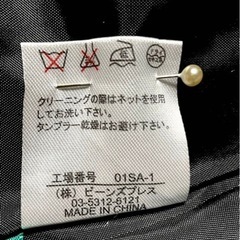 クリーニングの際はネットを使用
してお洗い下さい。
タンブラー乾燥はお避け下さい。
工場番号 01SA-1
(株) ビーンズプレス
03-5312-6121
MADE IN CHINA